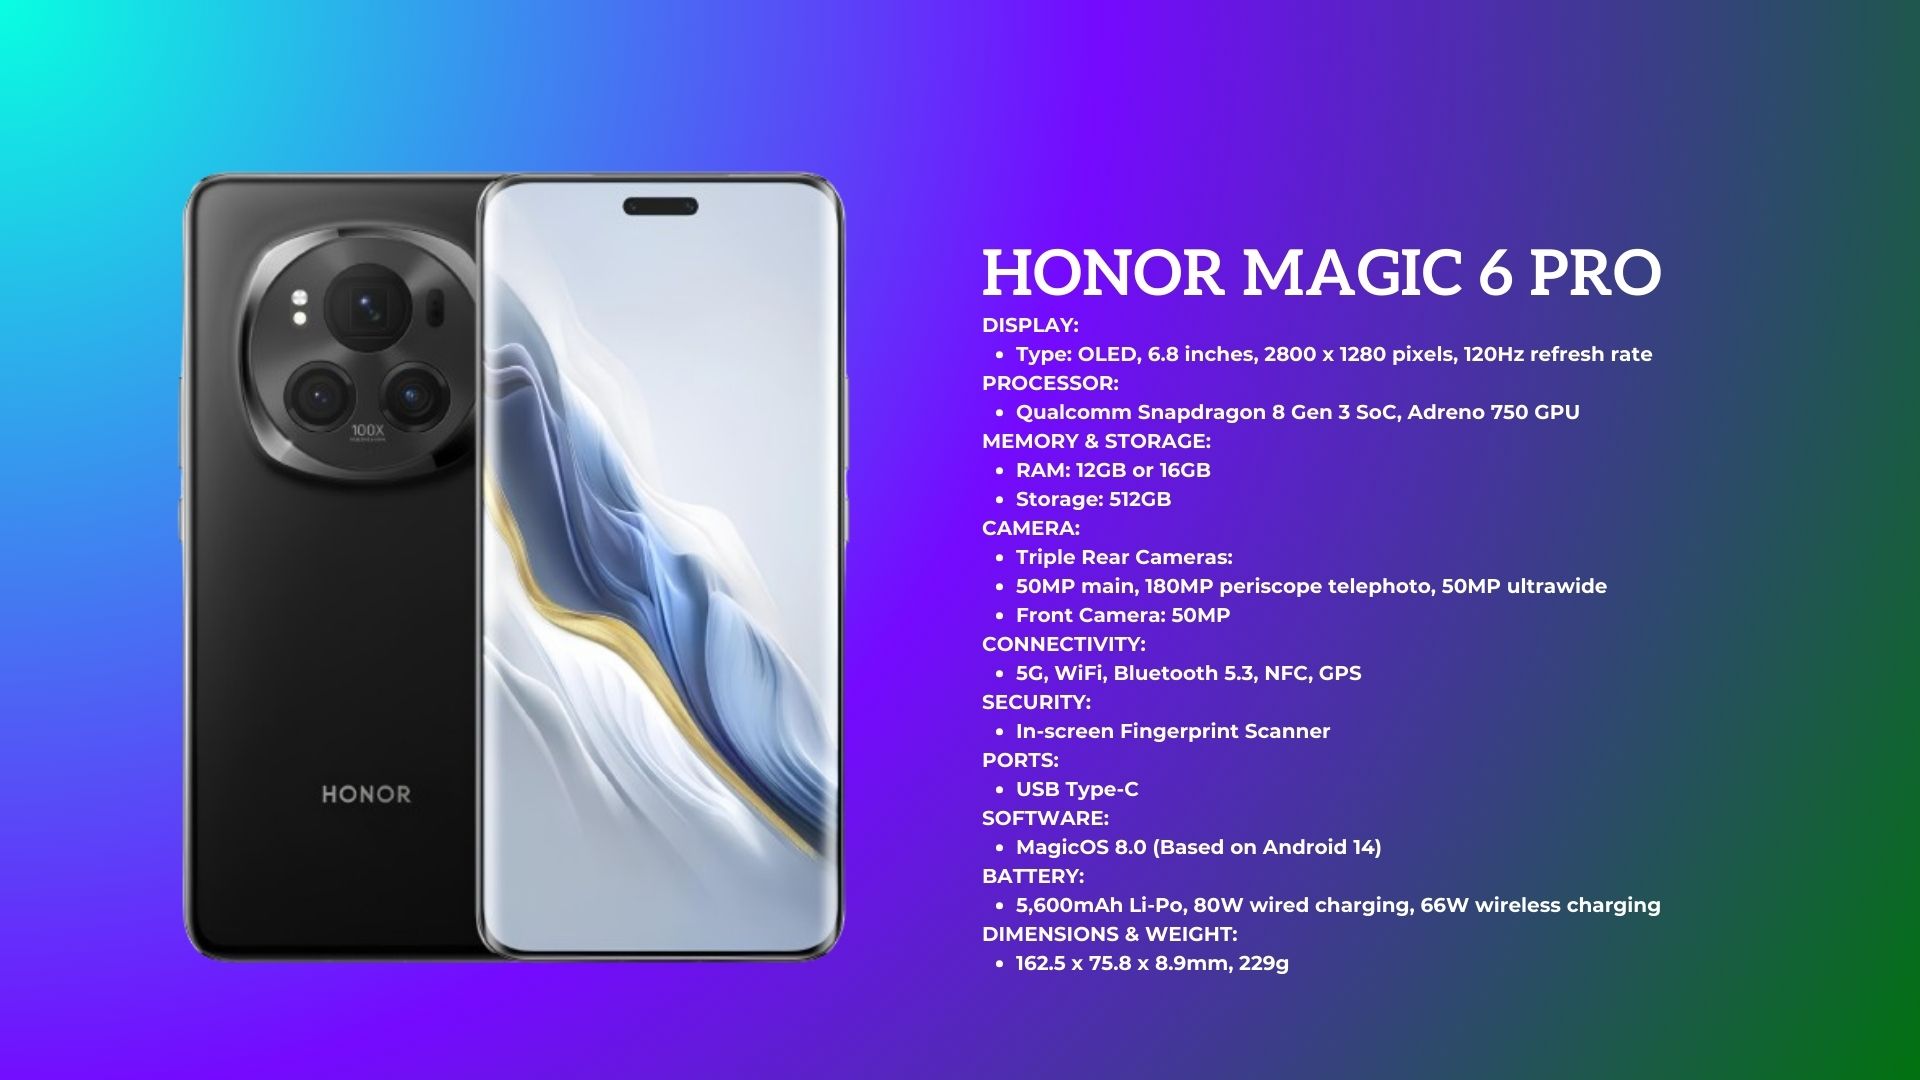 100X
HONOR
HONOR MAGIC 6 PRO
DISPLAY:
• Type: OLED, 6.8 inches, 2800 x 1280 pixels, 120Hz refresh rate
PROCESSOR:
• Qualcomm Snapdragon 8 Gen 3 SoC, Adreno 750 GPU
MEMORY & STORAGE:
• RAM: 12GB or 16GB
• Storage: 512GB
CAMERA:
• Triple Rear Cameras:
• 50MP main, 180MP periscope telephoto, 50MP ultrawide
• Front Camera: 50MP
CONNECTIVITY:
• 5G, WiFi, Bluetooth 5.3, NFC, GPS
SECURITY:
• In-screen Fingerprint Scanner
PORTS:
• USB Type-C
SOFTWARE:
• MagicOS 8.0 (Based on Android 14)
BATTERY:
• 5,600mAh Li-Po, 80W wired charging, 66W wireless charging
DIMENSIONS & WEIGHT:
• 162.5 x 75.8 x 8.9mm, 229g